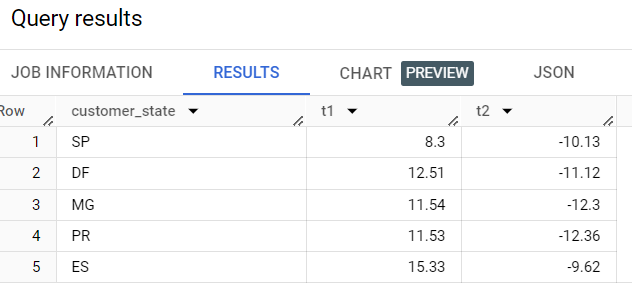 Query results
JOB INFORMATION RESULTS CHART PREVIEW JSON
Row customer_state t1 t2
1 SP 8.3 -10.13
2 DF 12.51 -11.12
3 MG 11.54 -12.3
4 PR 11.53 -12.36
5 ES 15.33 -9.62